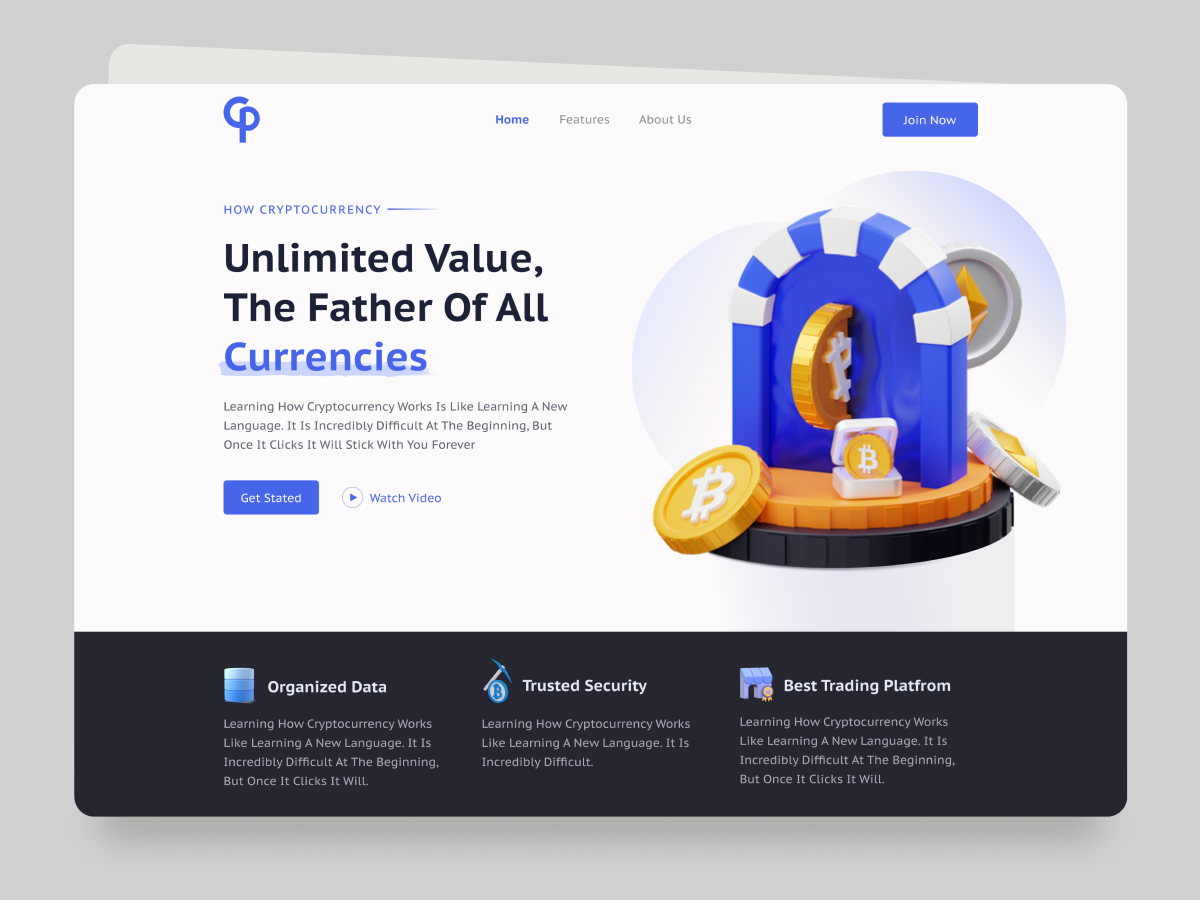 Home Features About Us Join Now
HOW CRYPTOCURRENCY
Unlimited Value,
The Father Of All
Currencies
Learning How Cryptocurrency Works Is Like Learning A New
Language. It Is Incredibly Difficult At The Beginning, But
Once It Clicks It Will Stick With You Forever
Get Stated
Watch Video
Organized Data
Learning How Cryptocurrency Works
Like Learning A New Language. It Is
Incredibly Difficult At The Beginning,
But Once It Clicks It Will.
Trusted Security
Learning How Cryptocurrency Works
Like Learning A New Language. It Is
Incredibly Difficult.
Best Trading Platfrom
Learning How Cryptocurrency Works
Like Learning A New Language. It Is
Incredibly Difficult At The Beginning,
But Once It Clicks It Will.